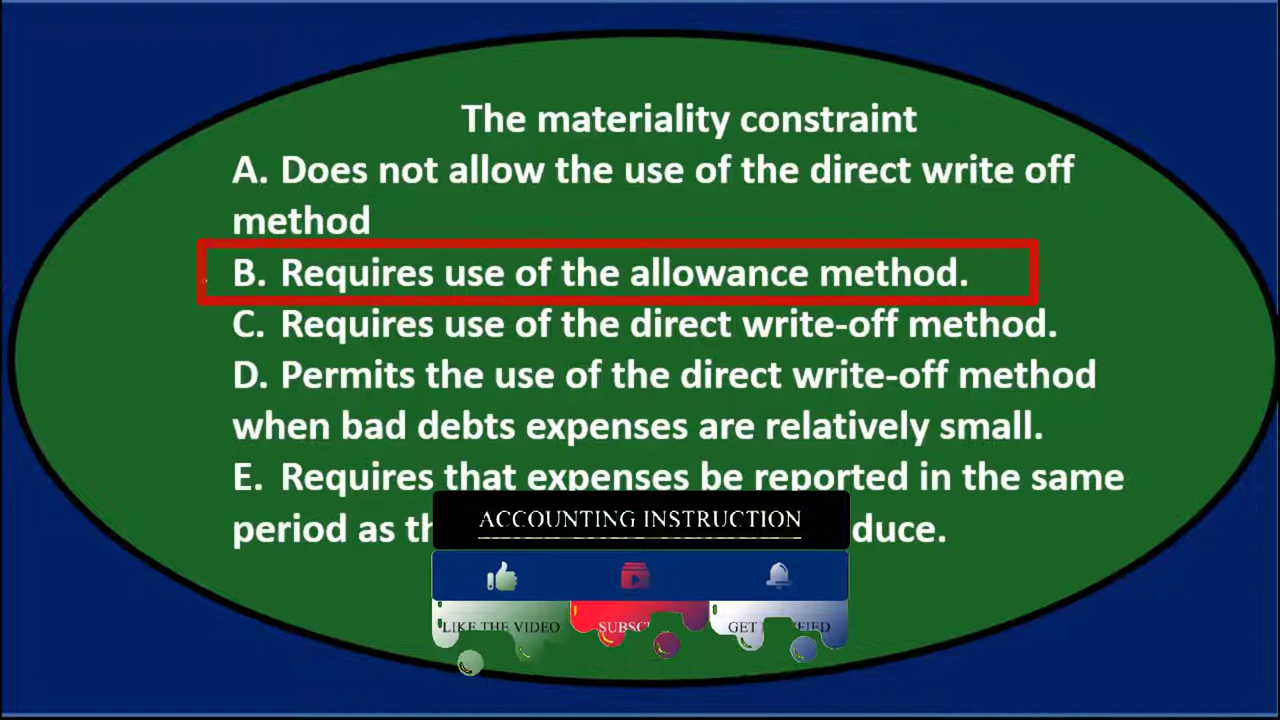 The materiality constraint
A. Does not allow the use of the direct write off
method
B. Requires use of the allowance method.
C. Requires use of the direct write-off method.
D. Permits the use of the direct write-off method
when bad debts expenses are relatively small.
E. Requires that expenses be reported in the same
period as duce.
ACCOUNTING INSTRUCTION
LIKE THE VIDEO GET